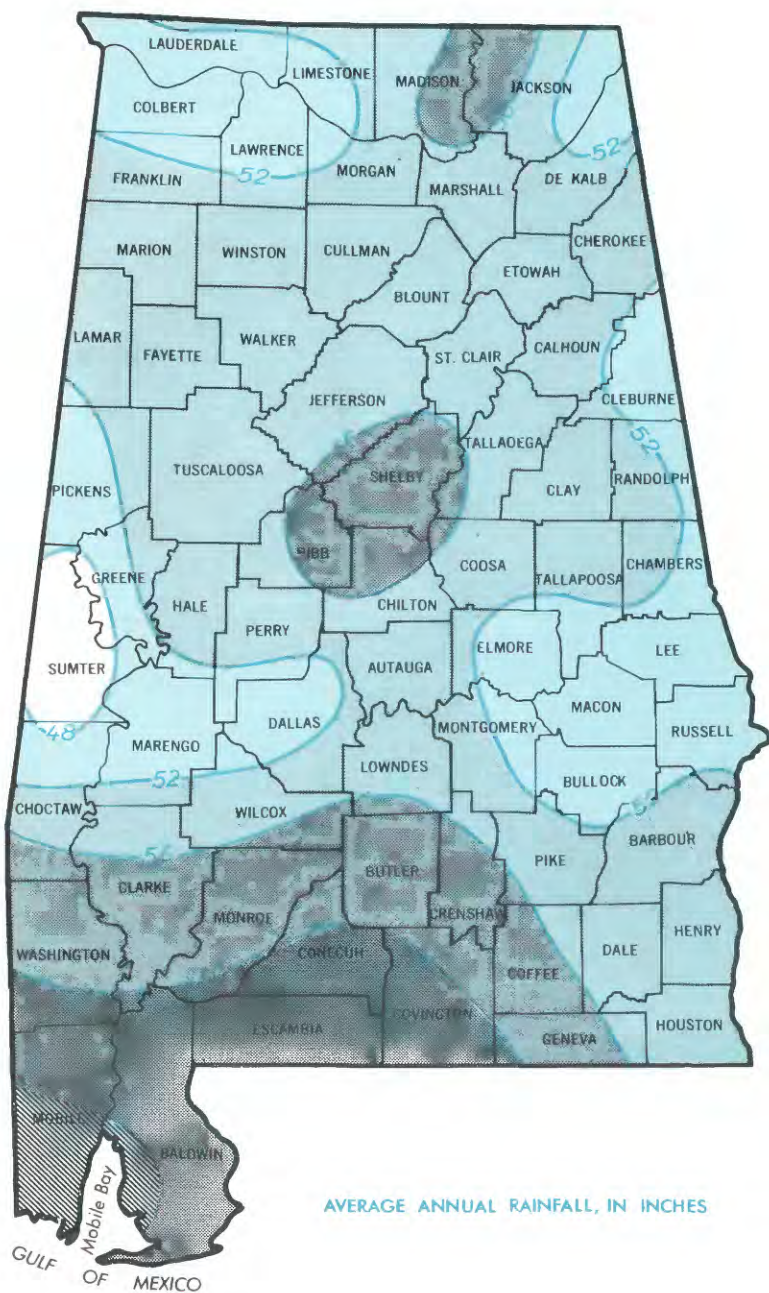 LAUDERDALE
LIMESTONE
MADISON
JACKSON
COLBERT
LAWRENCE
52
FRANKLIN
52
MORGAN
MARSHALL
DE KALB
CHEROKEE
MARION
WINSTON
CULLMAN
ETOWAH
BLOUNT
LAMAR
FAYETTE
WALKER
ST. CLAIR
CALHOUN
JEFFERSON
CLEBURNE
TALLADEGA
52
TUSCALOOSA
SHELBY
PICKENS
CLAY
RANDOLPH
BIBB
GREENE
HALE
COOSA
TALLAPOOSA
CHAMBERS
CHILTON
PERRY
SUMTER
AUTAUGA
ELMORE
LEE
MACON
48
MARENGO
DALLAS
MONTGOMERY
RUSSELL
52
LOWNDES
BULLOCK
CHOCTAW
WILCOX
BARBOUR
PIKE
CLARKE
BUTLER
MONROE
CRENSHAW
WASHINGTON
CONECUH
COFFEE
DALE
HENRY
ESCAMBIA
COVINGTON
GENEVA
HOUSTON
MOBILE
BALDWIN
Mobile Bay
AVERAGE ANNUAL RAINFALL, IN INCHES
GULF OF MEXICO